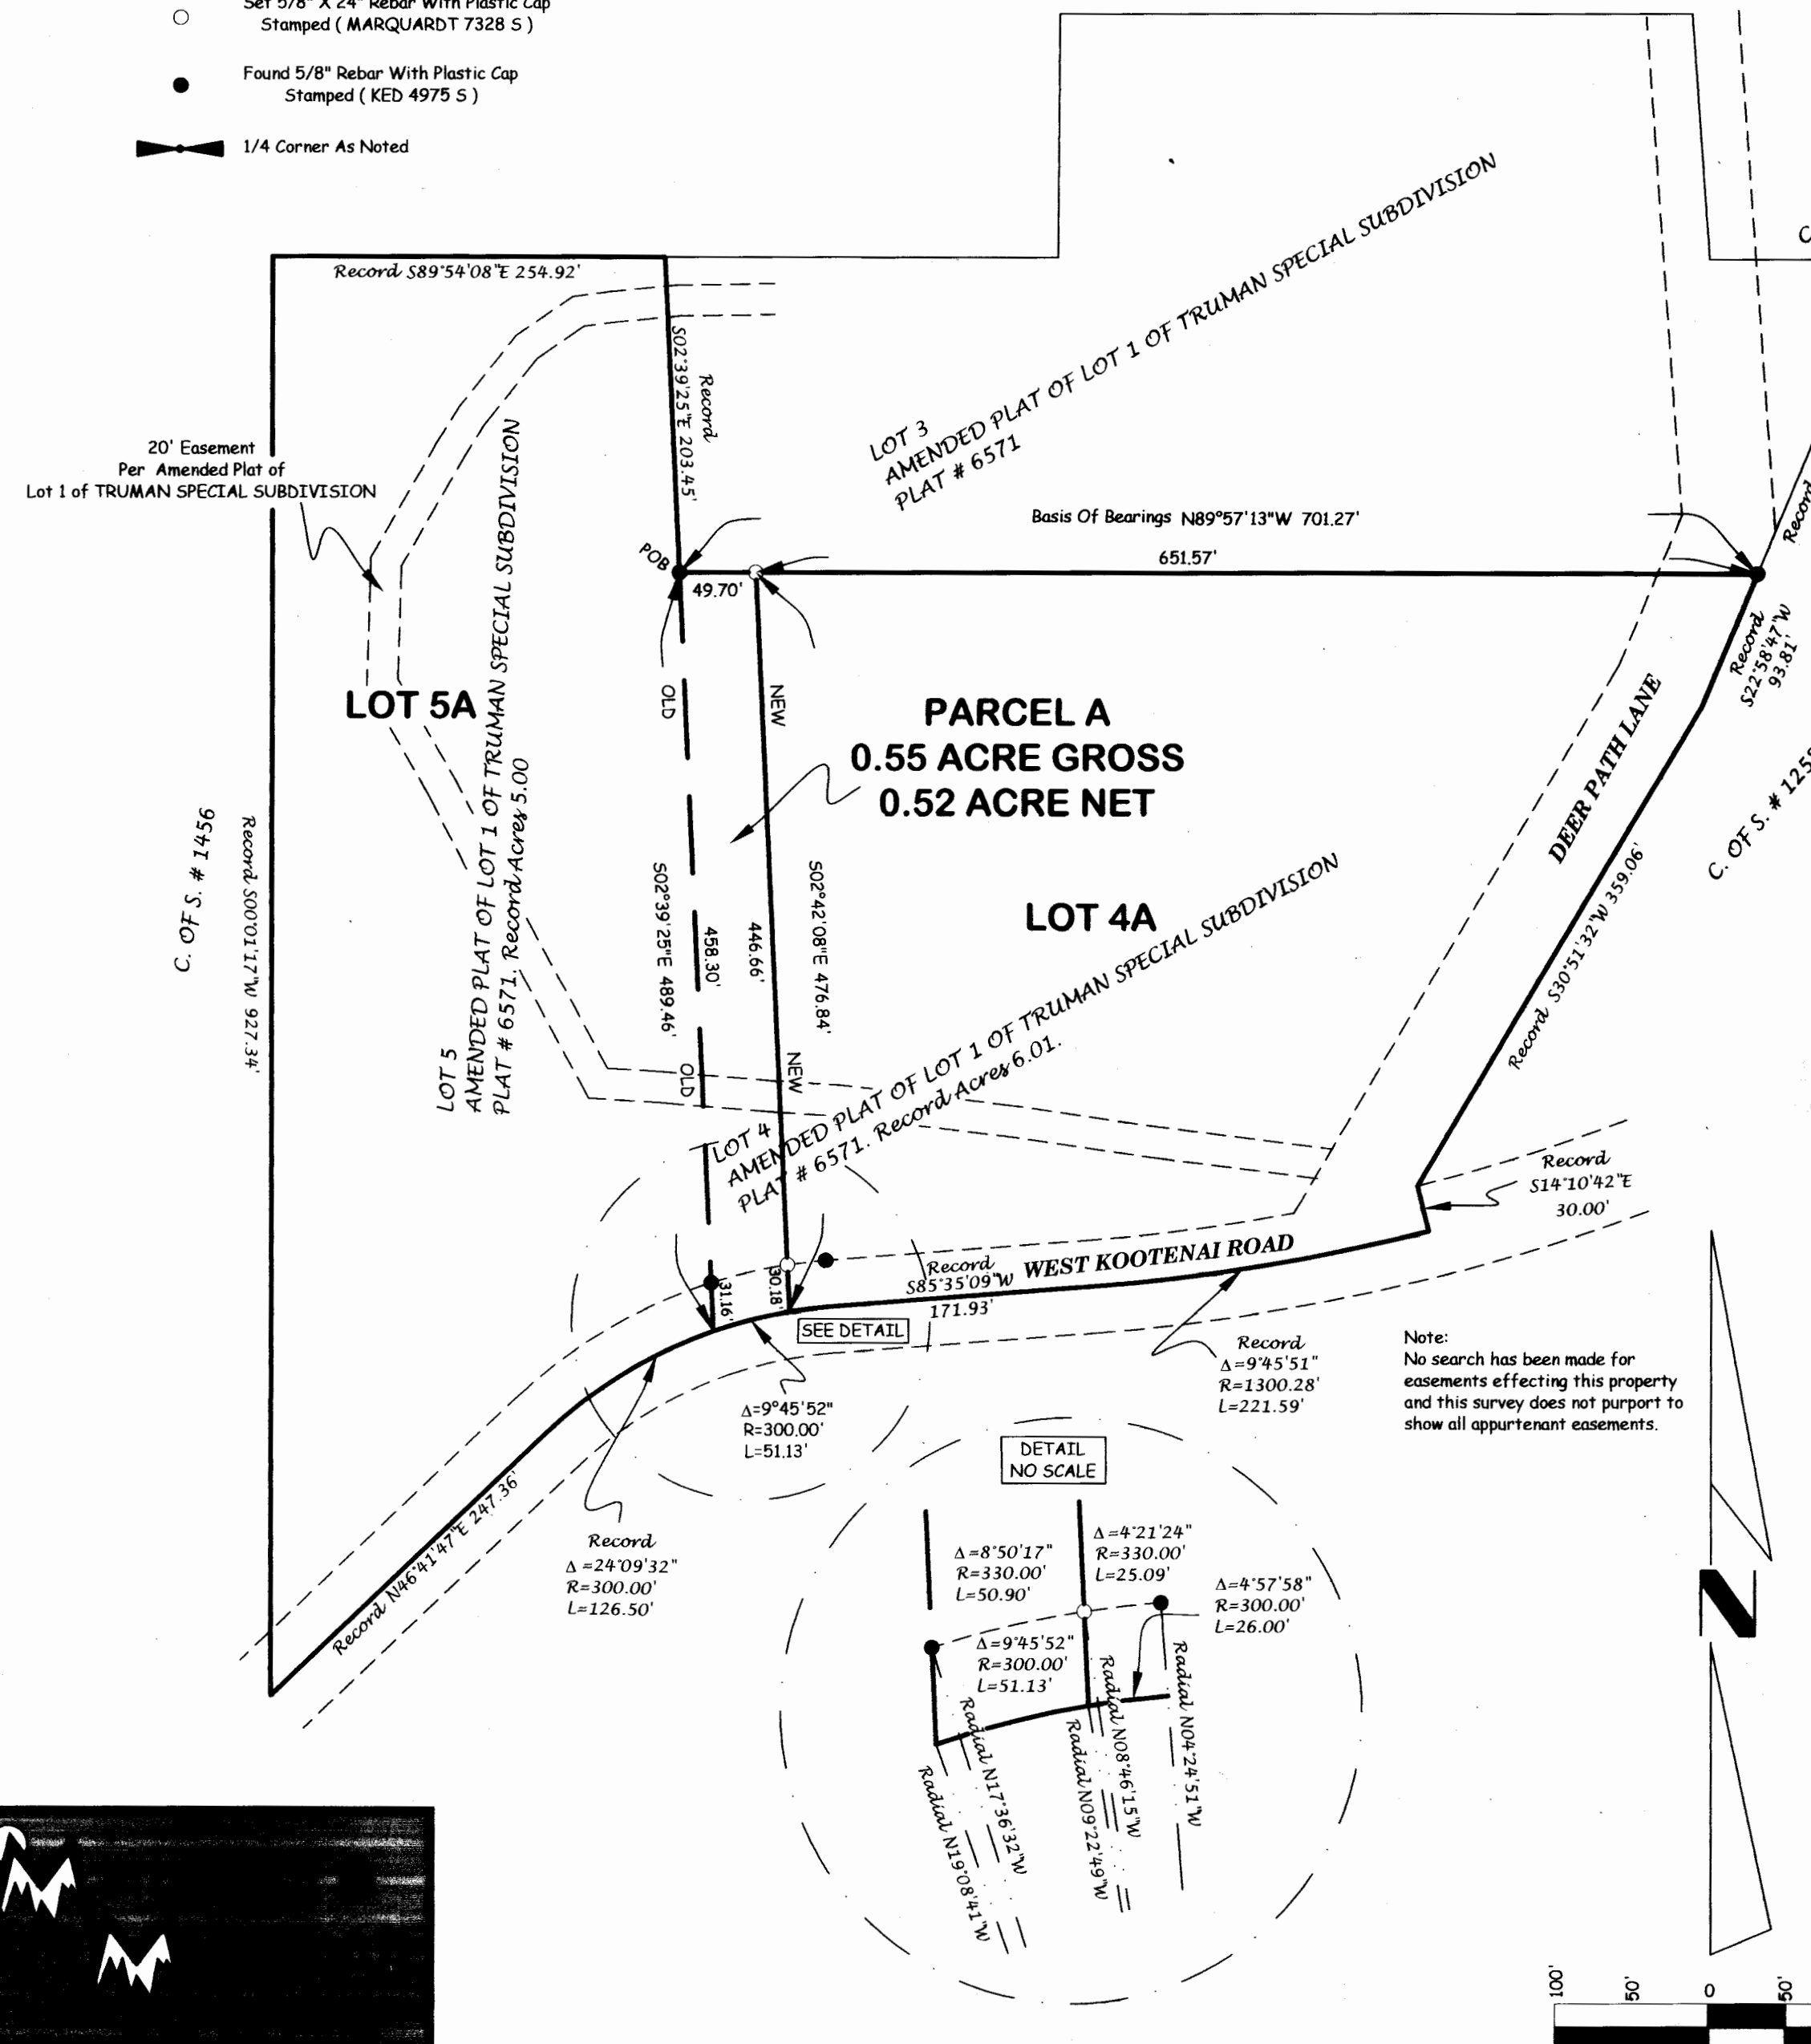 Set 5/8" X 24" Rebar With Plastic Cap
Stamped ( MARQUARDT 7328 S )
Found 5/8" Rebar With Plastic Cap
Stamped ( KED 4975 S )
1/4 Corner As Noted
Record S89°54'08"E 254.92'
Record
S02°39'25"E 203.45'
LOT 3
AMENDED PLAT OF LOT 1 OF TRUMAN SPECIAL SUBDIVISION
PLAT # 6571
20' Easement
Per Amended Plat of
Lot 1 of TRUMAN SPECIAL SUBDIVISION
Basis Of Bearings N89°57'13"W 701.27'
651.57'
POB
49.70'
Record
Record
S22°58'47"W
93.81'
LOT 5A
OLD
NEW
PARCEL A
0.55 ACRE GROSS
0.52 ACRE NET
DEER PATH LANE
C. OF S. # 125
C. OF S. # 1456
Record S00°01'17"W 927.34'
LOT 5
AMENDED PLAT OF LOT 1 OF TRUMAN SPECIAL SUBDIVISION
PLAT # 6571. Record Acres 5.00
S02°39'25"E 489.46'
458.30'
446.66'
S02°42'08"E 476.84'
LOT 4A
Record S30°51'32"W 359.06'
OLD
NEW
LOT 4
AMENDED PLAT OF LOT 1 OF TRUMAN SPECIAL SUBDIVISION
PLAT # 6571. Record Acres 6.01.
Record
S14°10'42"E
30.00'
31.16'
30.18'
Record
S85°35'09"W
171.93'
WEST KOOTENAI ROAD
SEE DETAIL
Record
Δ=9°45'51"
R=1300.28'
L=221.59'
Note:
No search has been made for
easements effecting this property
and this survey does not purport to
show all appurtenant easements.
Δ=9°45'52"
R=300.00'
L=51.13'
Record N46°41'47"E 247.36'
Record
Δ =24°09'32"
R=300.00'
L=126.50'
DETAIL
NO SCALE
Δ=8°50'17"
R=330.00'
L=50.90'
Δ=4°21'24"
R=330.00'
L=25.09'
Δ=4°57'58"
R=300.00'
L=26.00'
Δ=9°45'52"
R=300.00'
L=51.13'
Radial N19°08'41"W
Radial N17°36'32"W
Radial N09°22'49"W
Radial N08°46'15"W
Radial N04°24'51"W
N
100'
50'
0
50'